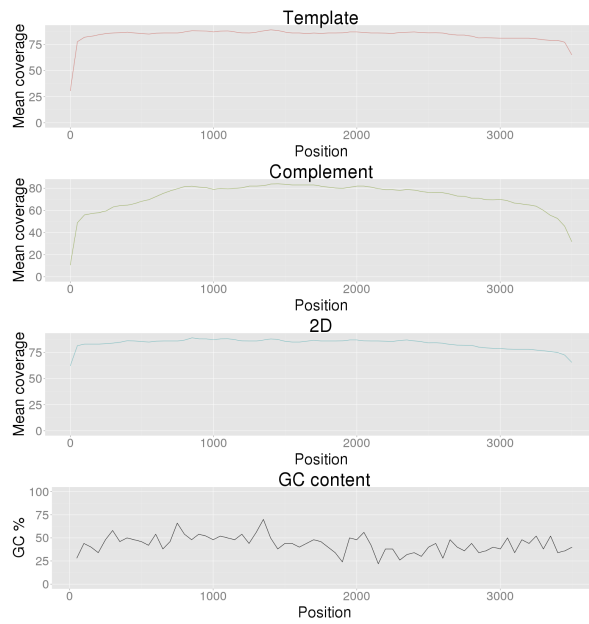 Template
Mean coverage
75
50
25
0
0 1000 2000 3000
Position
Complement
Mean coverage
80
60
40
20
0
0 1000 2000 3000
Position
2D
Mean coverage
75
50
25
0
0 1000 2000 3000
Position
GC content
GC %
100
75
50
25
0
0 1000 2000 3000
Position